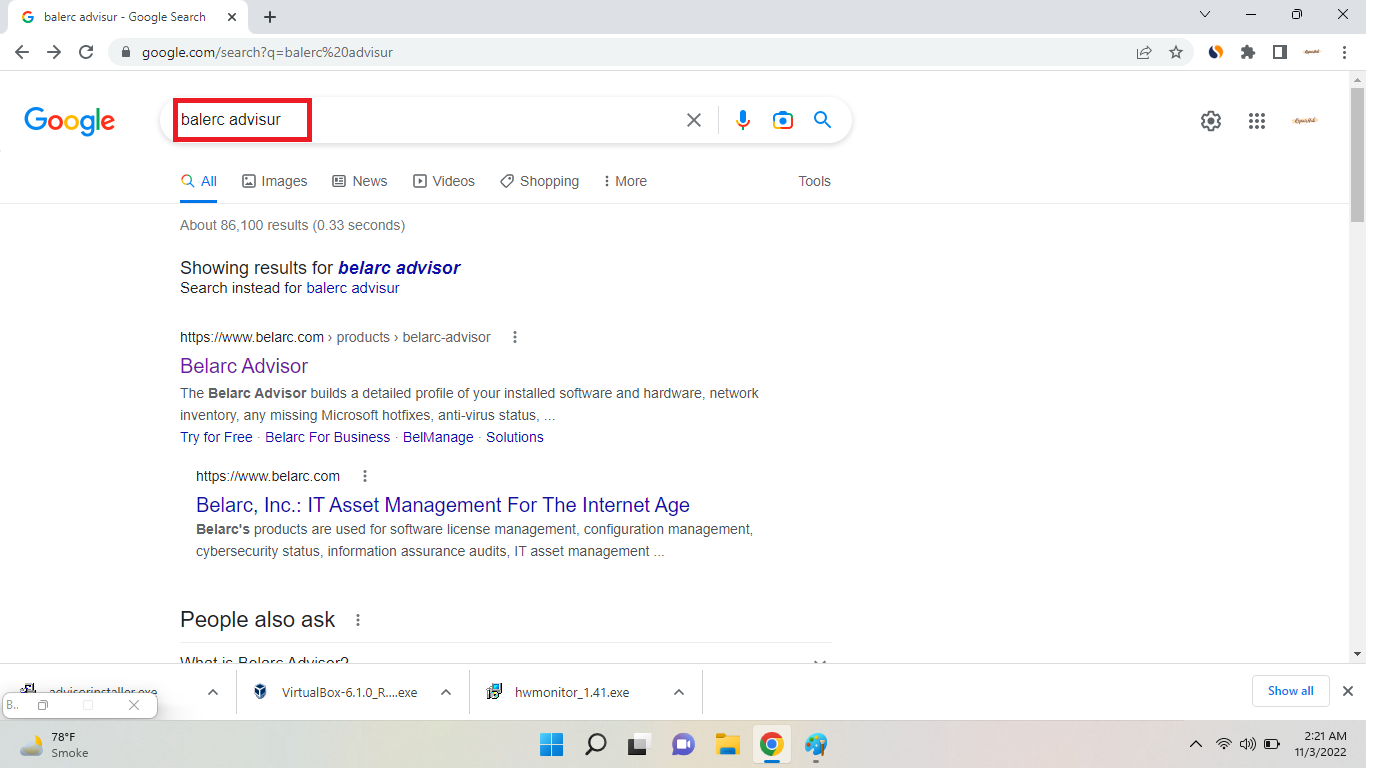 balerc advisur - Google Search
google.com/search?q=balerc%20advisur
Google
balerc advisur
All Images News Videos Shopping More Tools
About 86,100 results (0.33 seconds)
Showing results for belarc advisor
Search instead for balerc advisur
https://www.belarc.com › products › belarc-advisor
Belarc Advisor
The Belarc Advisor builds a detailed profile of your installed software and hardware, network
inventory, any missing Microsoft hotfixes, anti-virus status, ...
Try for Free · Belarc For Business · BelManage · Solutions
https://www.belarc.com
Belarc, Inc.: IT Asset Management For The Internet Age
Belarc's products are used for software license management, configuration management,
cybersecurity status, information assurance audits, IT asset management ...
People also ask
What is Belarc Advisor?
advisorinstaller.exe VirtualBox-6.1.0_R....exe hwmonitor_1.41.exe Show all
B..
78°F
Smoke
2:21 AM
11/3/2022